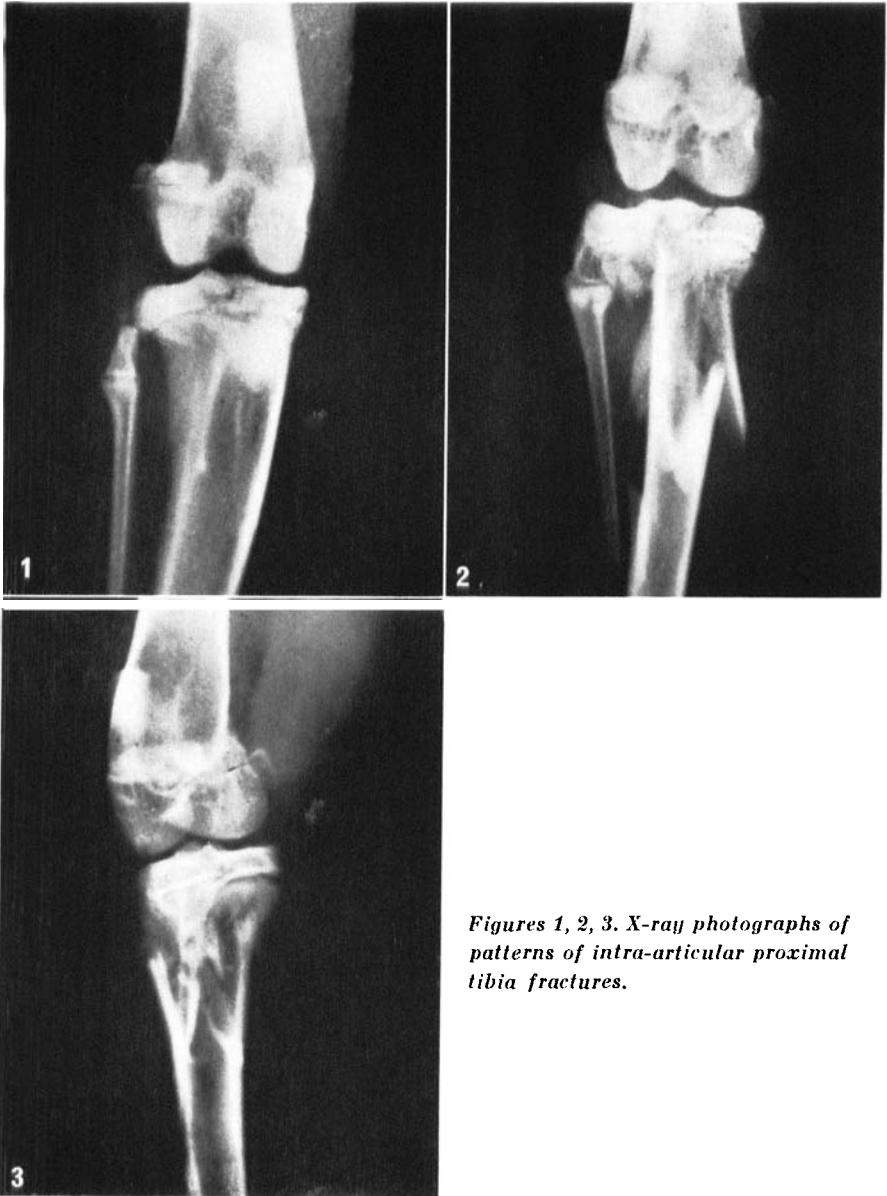 1
2
3
Figures 1, 2, 3. X-ray photographs of
patterns of intra-articular proximal
tibia fractures.